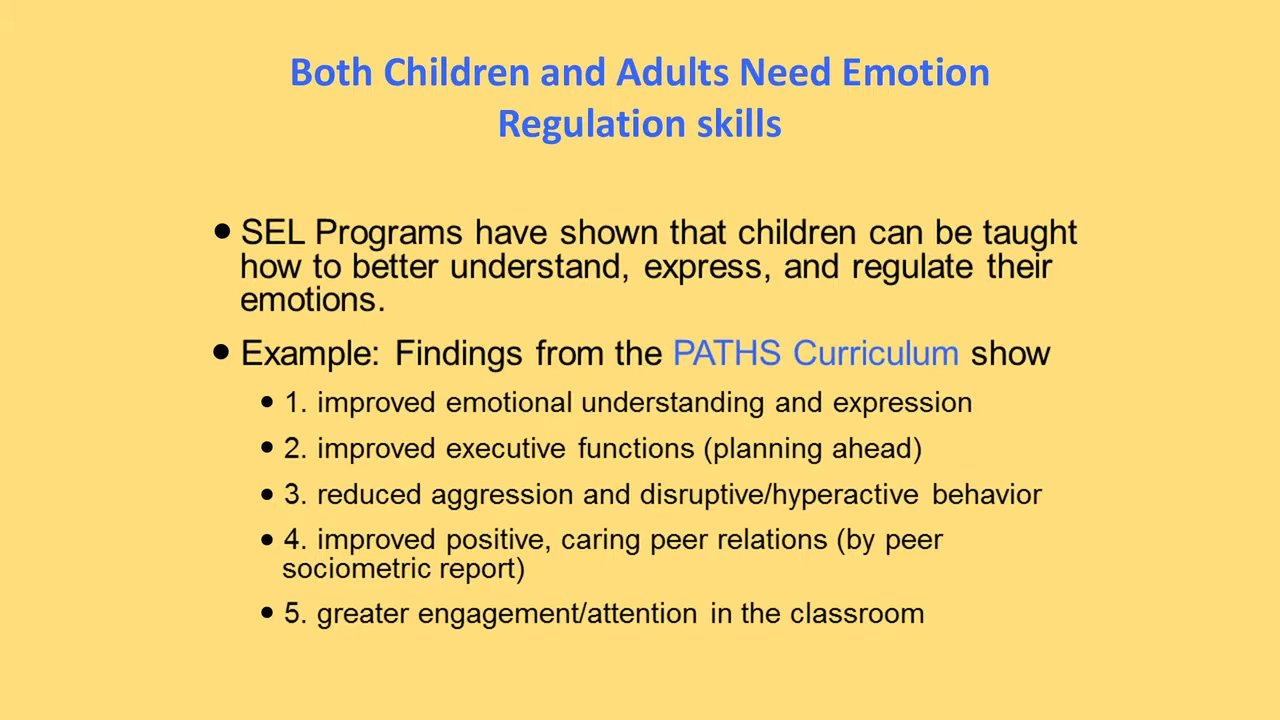 Both Children and Adults Need Emotion
Regulation skills
• SEL Programs have shown that children can be taught
how to better understand, express, and regulate their
emotions.
• Example: Findings from the PATHS Curriculum show
• 1. improved emotional understanding and expression
• 2. improved executive functions (planning ahead)
• 3. reduced aggression and disruptive/hyperactive behavior
• 4. improved positive, caring peer relations (by peer
sociometric report)
• 5. greater engagement/attention in the classroom